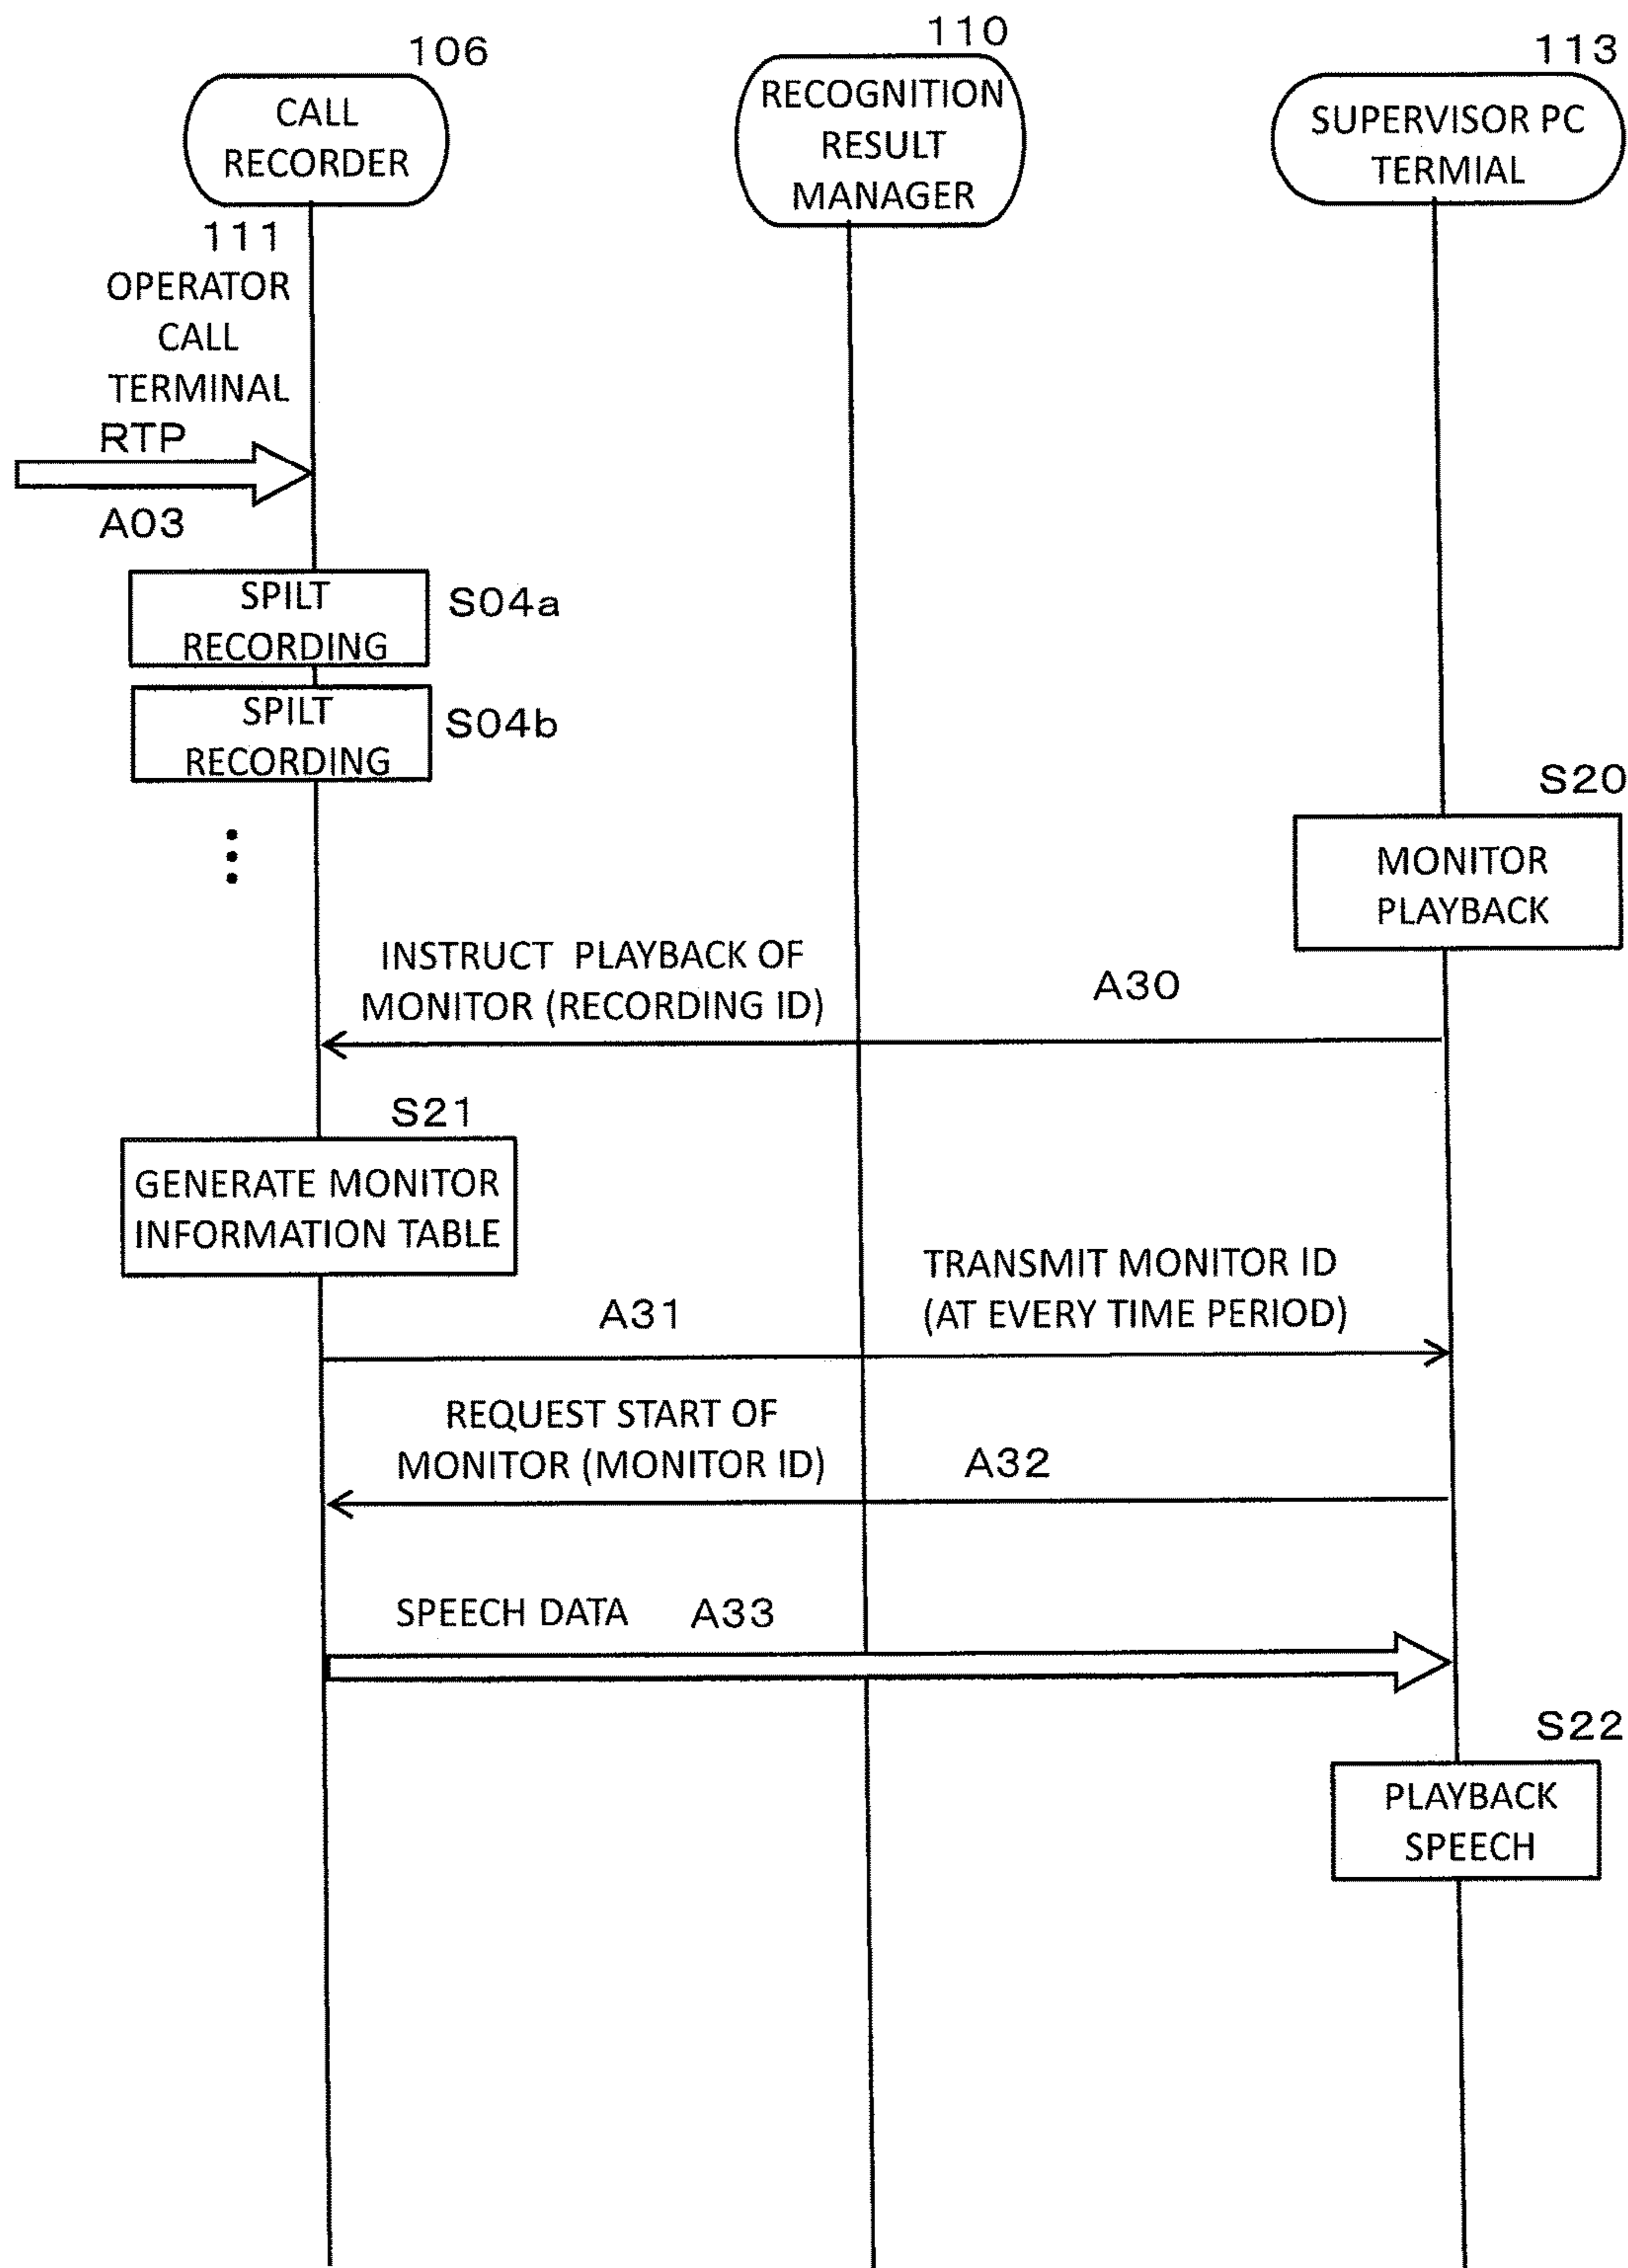 106
CALL
RECORDER
110
RECOGNITION
RESULT
MANAGER
113
SUPERVISOR PC
TERMIAL
111
OPERATOR
CALL
TERMINAL
RTP
A03
SPILT
RECORDING
S04a
SPILT
RECORDING
S04b
S20
MONITOR
PLAYBACK
INSTRUCT PLAYBACK OF
MONITOR (RECORDING ID)
A30
S21
GENERATE MONITOR
INFORMATION TABLE
A31
TRANSMIT MONITOR ID
(AT EVERY TIME PERIOD)
REQUEST START OF
MONITOR (MONITOR ID)
A32
SPEECH DATA A33
S22
PLAYBACK
SPEECH